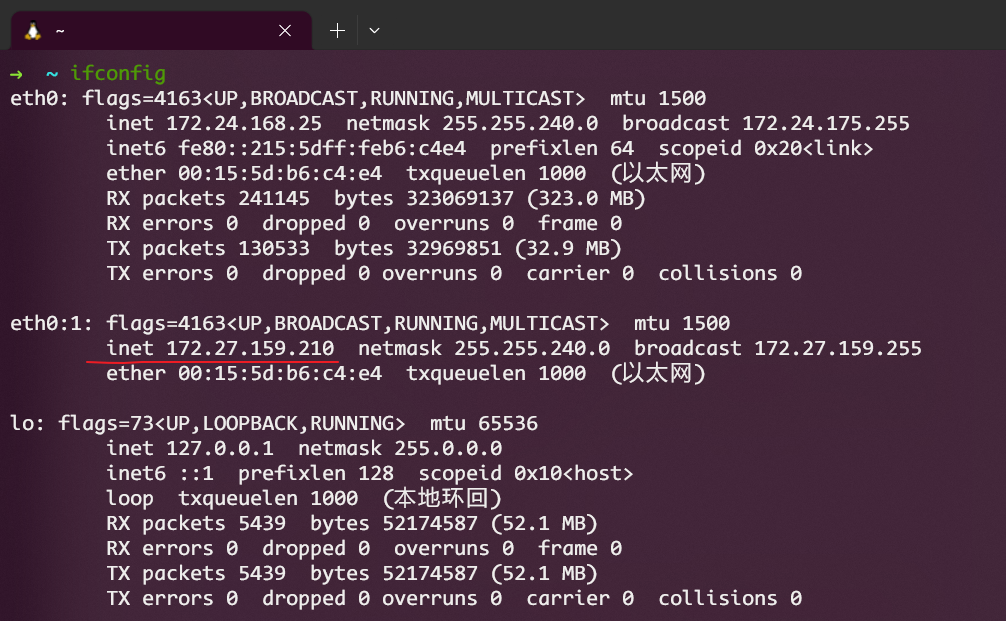 ~
→ ~ ifconfig
eth0: flags=4163<UP,BROADCAST,RUNNING,MULTICAST>  mtu 1500
        inet 172.24.168.25  netmask 255.255.240.0  broadcast 172.24.175.255
        inet6 fe80::215:5dff:feb6:c4e4  prefixlen 64  scopeid 0x20<link>
        ether 00:15:5d:b6:c4:e4  txqueuelen 1000  (以太网)
        RX packets 241145  bytes 323069137 (323.0 MB)
        RX errors 0  dropped 0  overruns 0  frame 0
        TX packets 130533  bytes 32969851 (32.9 MB)
        TX errors 0  dropped 0 overruns 0  carrier 0  collisions 0

eth0:1: flags=4163<UP,BROADCAST,RUNNING,MULTICAST>  mtu 1500
        inet 172.27.159.210  netmask 255.255.240.0  broadcast 172.27.159.255
        ether 00:15:5d:b6:c4:e4  txqueuelen 1000  (以太网)

lo: flags=73<UP,LOOPBACK,RUNNING>  mtu 65536
        inet 127.0.0.1  netmask 255.0.0.0
        inet6 ::1  prefixlen 128  scopeid 0x10<host>
        loop  txqueuelen 1000  (本地环回)
        RX packets 5439  bytes 52174587 (52.1 MB)
        RX errors 0  dropped 0  overruns 0  frame 0
        TX packets 5439  bytes 52174587 (52.1 MB)
        TX errors 0  dropped 0 overruns 0  carrier 0  collisions 0